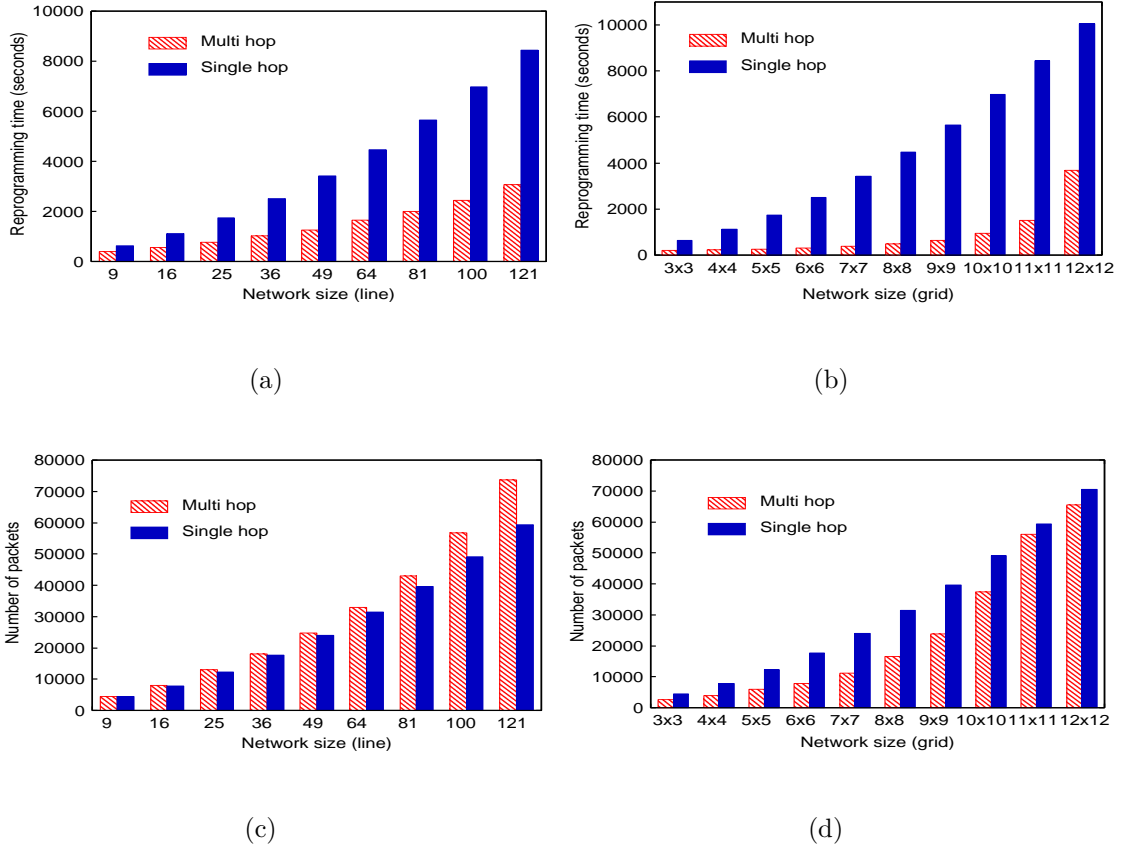 10000
8000
6000
4000
2000
0
Reprogramming time (seconds)
Multi hop
Single hop
9 16 25 36 49 64 81 100 121
Network size (line)
(a)
10000
8000
6000
4000
2000
0
Reprogramming time (seconds)
Multi hop
Single hop
3x3 4x4 5x5 6x6 7x7 8x8 9x9 10x10 11x11 12x12
Network size (grid)
(b)
80000
70000
60000
50000
40000
30000
20000
10000
0
Number of packets
Multi hop
Single hop
9 16 25 36 49 64 81 100 121
Network size (line)
(c)
80000
70000
60000
50000
40000
30000
20000
10000
0
Number of packets
Multi hop
Single hop
3x3 4x4 5x5 6x6 7x7 8x8 9x9 10x10 11x11 12x12
Network size (grid)
(d)